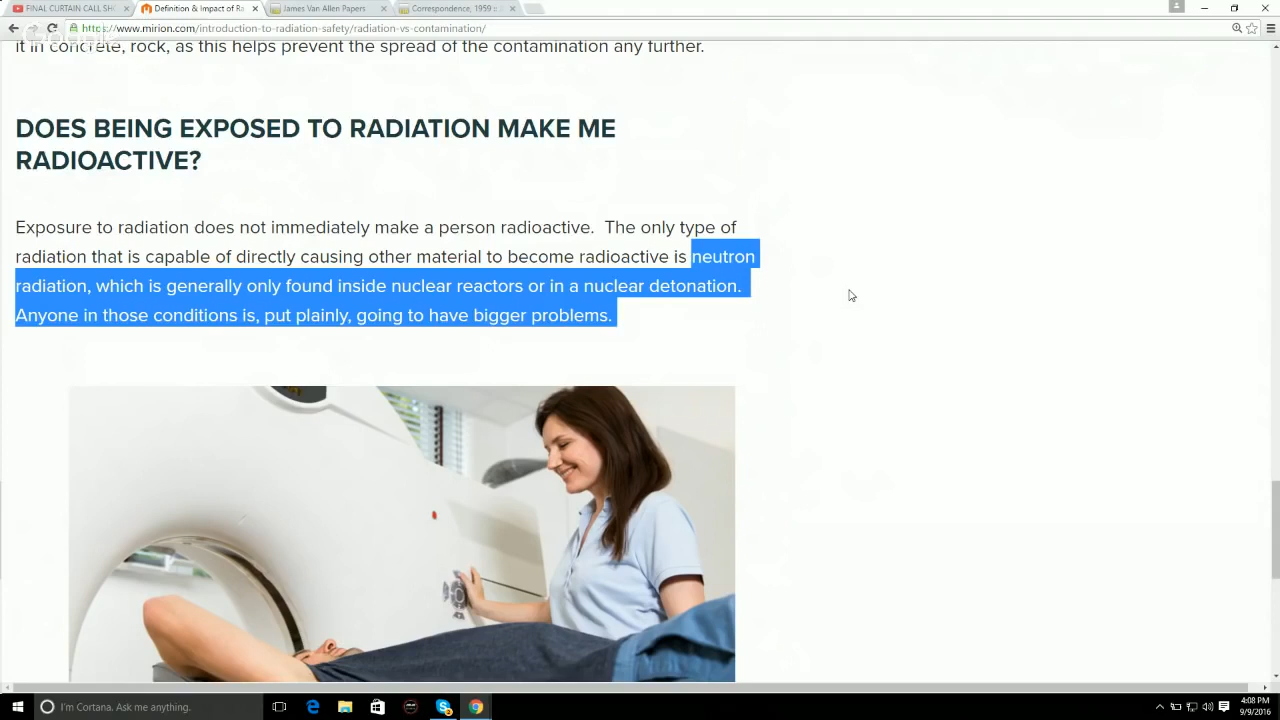 FINAL CURTAIN CALL SH
Definition & Impact of Ra
James Van Allen Papers
Correspondence, 1959
https://www.mirion.com/introduction-to-radiation-safety/radiation-vs-contamination/
it in concrete, rock, as this helps prevent the spread of the contamination any further.
DOES BEING EXPOSED TO RADIATION MAKE ME
RADIOACTIVE?
Exposure to radiation does not immediately make a person radioactive.  The only type of
radiation that is capable of directly causing other material to become radioactive is neutron
radiation, which is generally only found inside nuclear reactors or in a nuclear detonation.
Anyone in those conditions is, put plainly, going to have bigger problems.
I'm Cortana. Ask me anything.
4:08 PM
9/9/2016